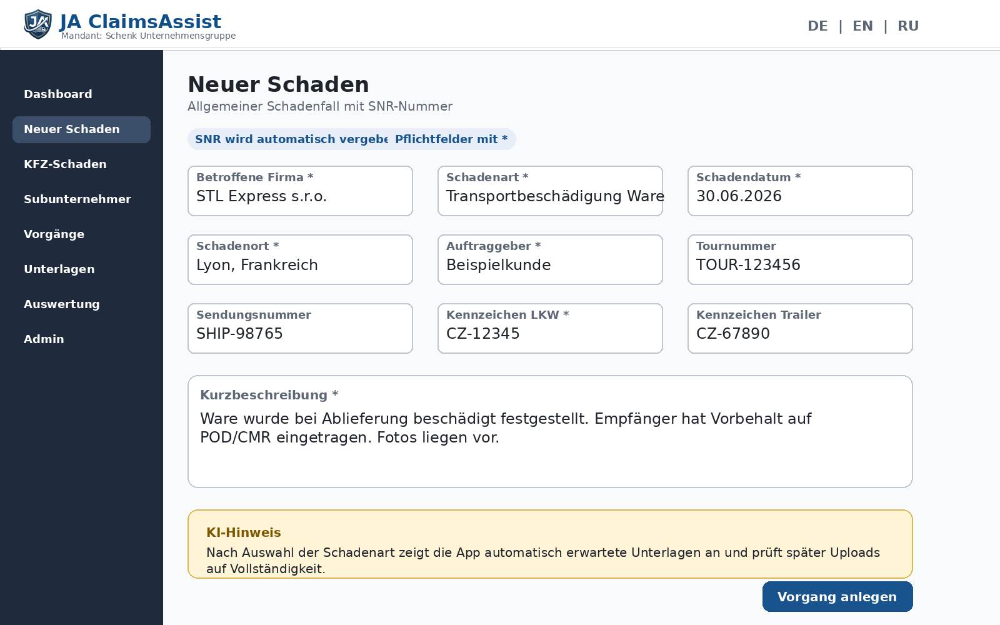 JA ClaimsAssist
Mandant: Schenk Unternehmensgruppe
DE | EN | RU
Dashboard
Neuer Schaden
KFZ-Schaden
Subunternehmer
Vorgänge
Unterlagen
Auswertung
Admin
Neuer Schaden
Allgemeiner Schadenfall mit SNR-Nummer
SNR wird automatisch vergebe
Pflichtfelder mit *
Betroffene Firma *
STL Express s.r.o.
Schadenart *
Transportbeschädigung Ware
Schadendatum *
30.06.2026
Schadenort *
Lyon, Frankreich
Auftraggeber *
Beispielkunde
Tournummer
TOUR-123456
Sendungsnummer
SHIP-98765
Kennzeichen LKW *
CZ-12345
Kennzeichen Trailer
CZ-67890
Kurzbeschreibung *
Ware wurde bei Ablieferung beschädigt festgestellt. Empfänger hat Vorbehalt auf
POD/CMR eingetragen. Fotos liegen vor.
KI-Hinweis
Nach Auswahl der Schadenart zeigt die App automatisch erwartete Unterlagen an und prüft später Uploads
auf Vollständigkeit.
Vorgang anlegen